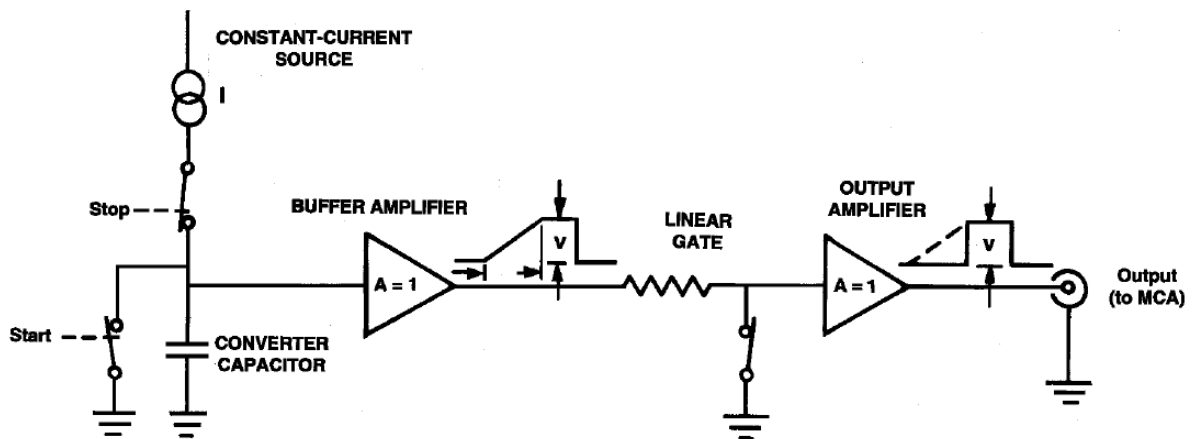 CONSTANT-CURRENT
SOURCE
I
Stop
BUFFER AMPLIFIER
OUTPUT
AMPLIFIER
LINEAR
GATE
V
V
A = 1
A = 1
Output
(to MCA)
Start
CONVERTER
CAPACITOR